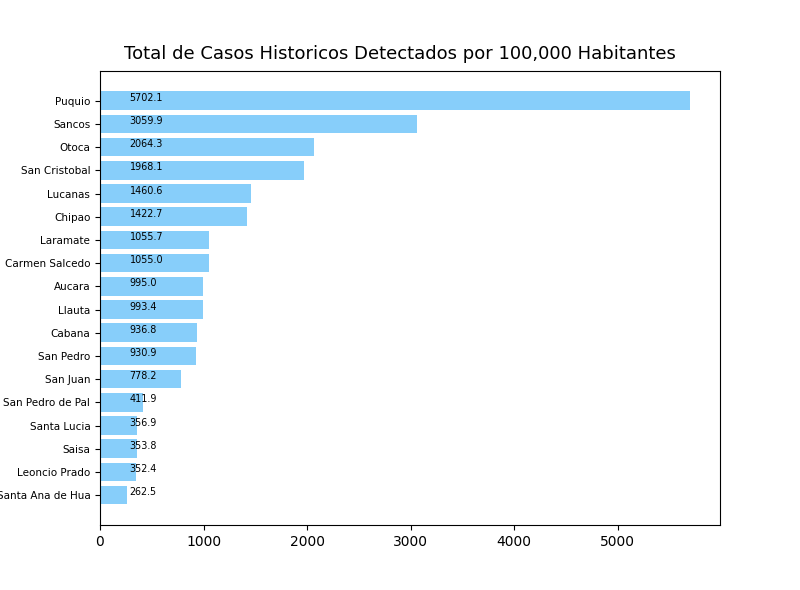 Total de Casos Historicos Detectados por 100,000 Habitantes
Puquio 5702.1
Sancos 3059.9
Otoca 2064.3
San Cristobal 1968.1
Lucanas 1460.6
Chipao 1422.7
Laramate 1055.7
Carmen Salcedo 1055.0
Aucara 995.0
Llauta 993.4
Cabana 936.8
San Pedro 930.9
San Juan 778.2
San Pedro de Pal 411.9
Santa Lucia 356.9
Saisa 353.8
Leoncio Prado 352.4
Santa Ana de Hua 262.5
0 1000 2000 3000 4000 5000